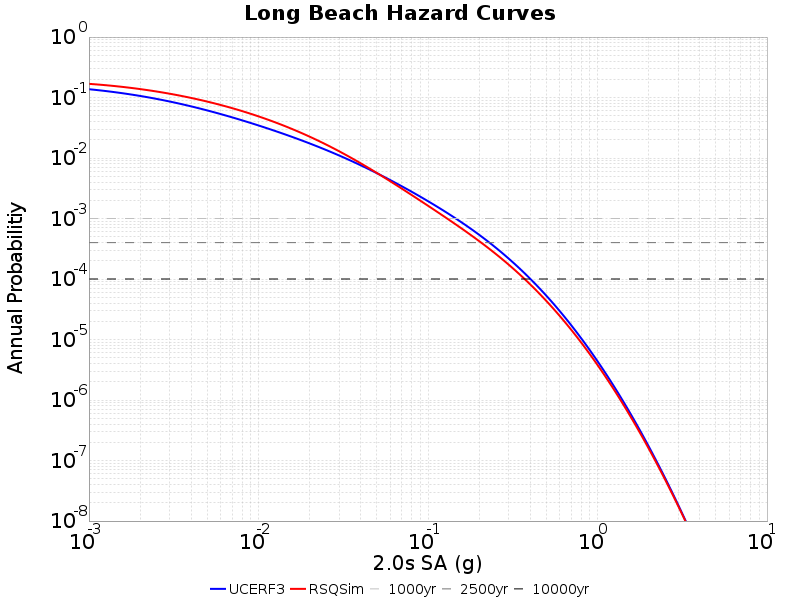 Long Beach Hazard Curves
Annual Probabilitiy
10^0
10^-1
10^-2
10^-3
10^-4
10^-5
10^-6
10^-7
10^-8
10^-3 10^-2 10^-1 10^0 10^1
2.0s SA (g)
UCERF3 RSQSim 1000yr 2500yr 10000yr